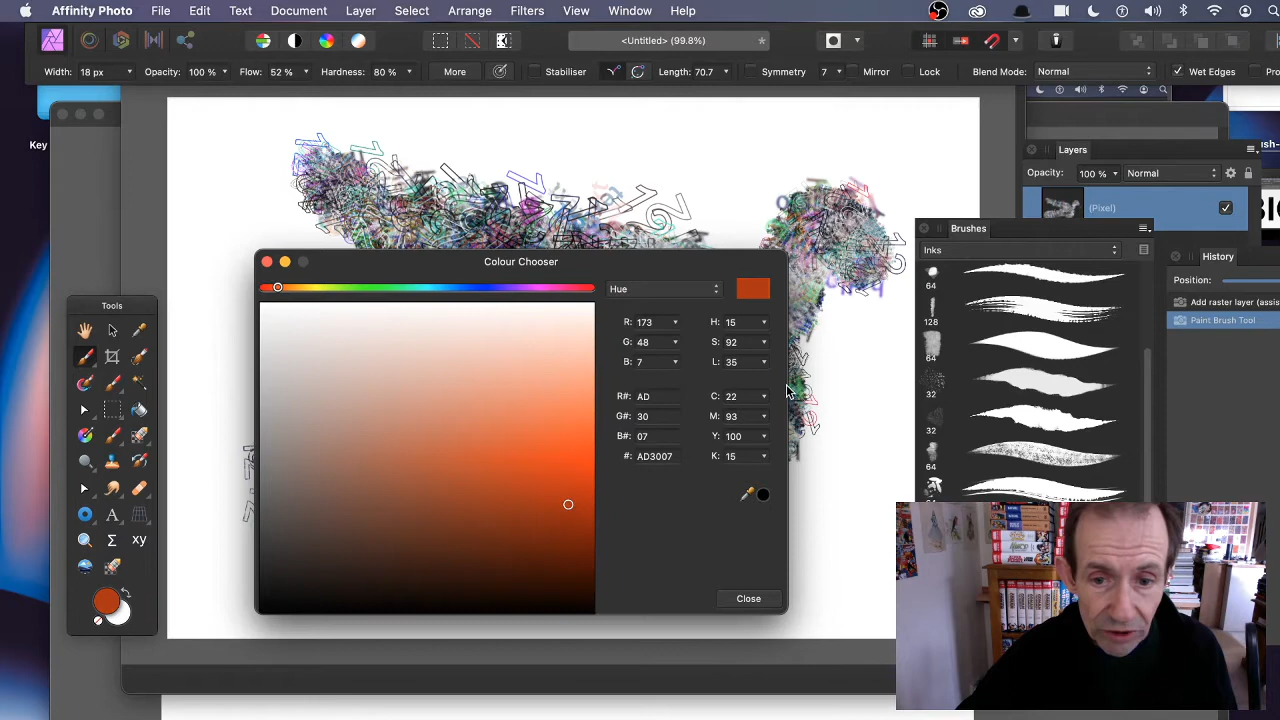 Affinity Photo File Edit Text Document Layer Select Arrange Filters View Window Help
<Untitled> (99.8%) *
Width: 18 px Opacity: 100 % Flow: 52 % Hardness: 80 % More Stabiliser Length: 70.7 Symmetry 7 Mirror Lock Blend Mode: Normal Wet Edges
Key
Layers
Opacity: 100 % Normal
(Pixel)
Brushes
Inks
64
128
64
32
32
64
History
Position:
Add raster layer (assis
Paint Brush Tool
Colour Chooser
Hue
R: 173 H: 15
G: 48 S: 92
B: 7 L: 35
R#: AD C: 22
G#: 30 M: 93
B#: 07 Y: 100
#: AD3007 K: 15
Close
Tools
A
Σ xy